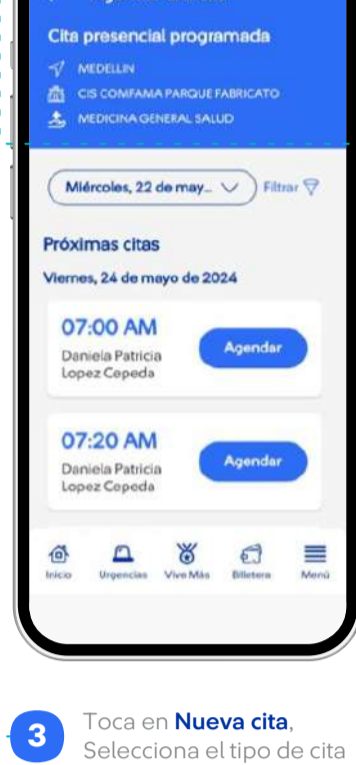 Cita presencial programada
MEDELLIN
CIS COMFAMA PARQUE FABRICATO
MEDICINA GENERAL SALUD
Miércoles, 22 de may...
Filtrar
Próximas citas
Viernes, 24 de mayo de 2024
07:00 AM
Daniela Patricia
Lopez Cepeda
Agendar
07:20 AM
Daniela Patricia
Lopez Cepeda
Agendar
Inicio
Urgencias
Vive Más
Billetera
Menú
3
Toca en Nueva cita,
Selecciona el tipo de cita